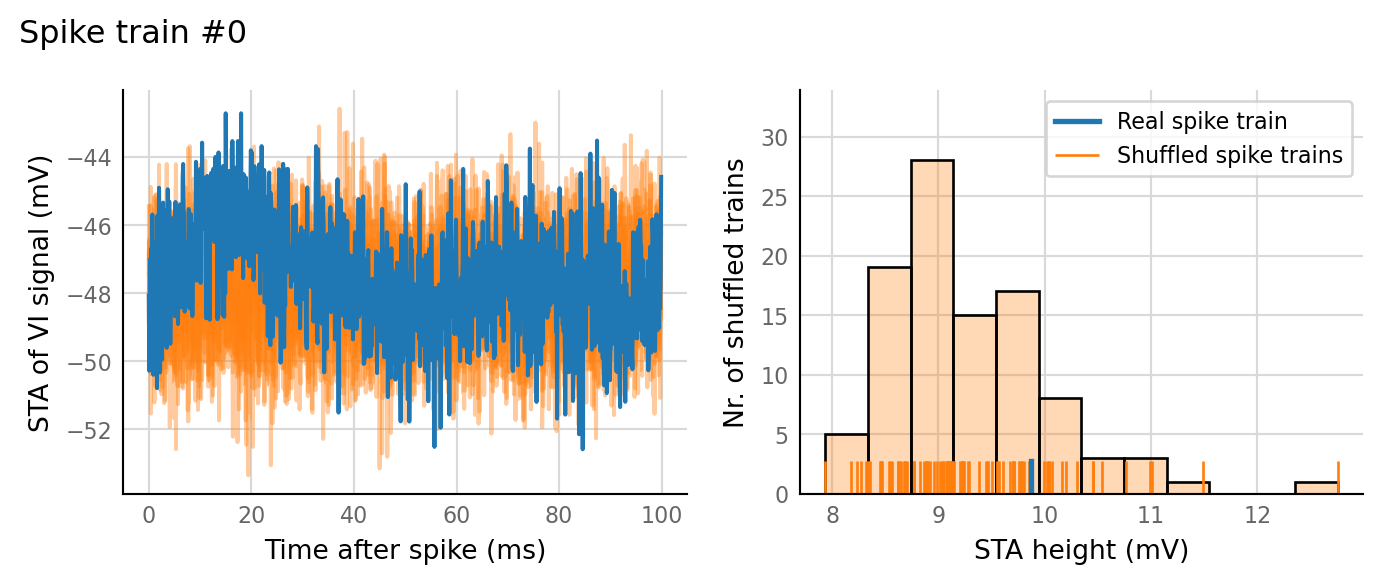 Spike train #0
STA of VI signal (mV)
−44
−46
−48
−50
−52
0 20 40 60 80 100
Time after spike (ms)
Nr. of shuffled trains
30
25
20
15
10
5
0
8 9 10 11 12
STA height (mV)
Real spike train
Shuffled spike trains